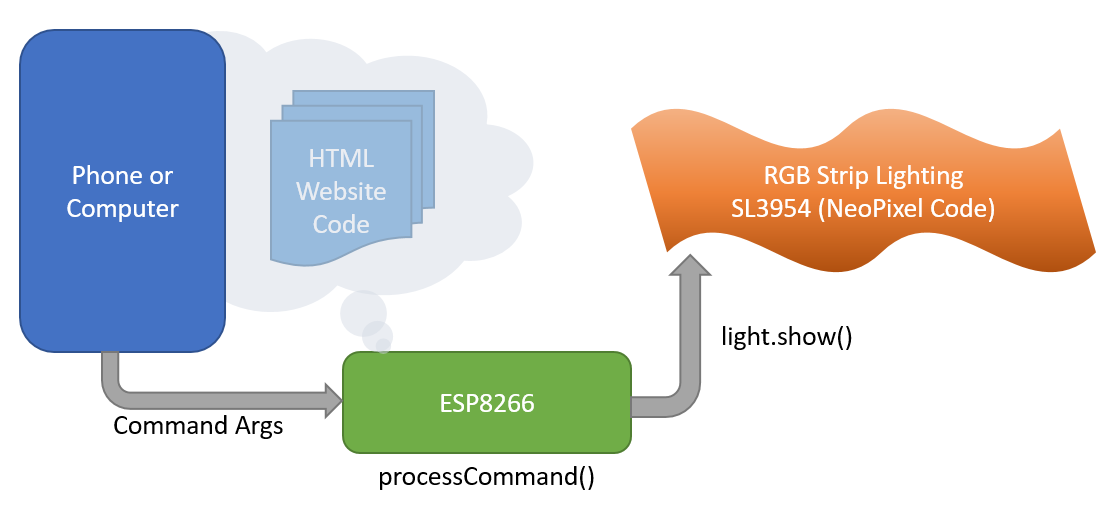 Phone or
Computer
HTML
Website
Code
RGB Strip Lighting
SL3954 (NeoPixel Code)
light.show()
ESP8266
Command Args
processCommand()